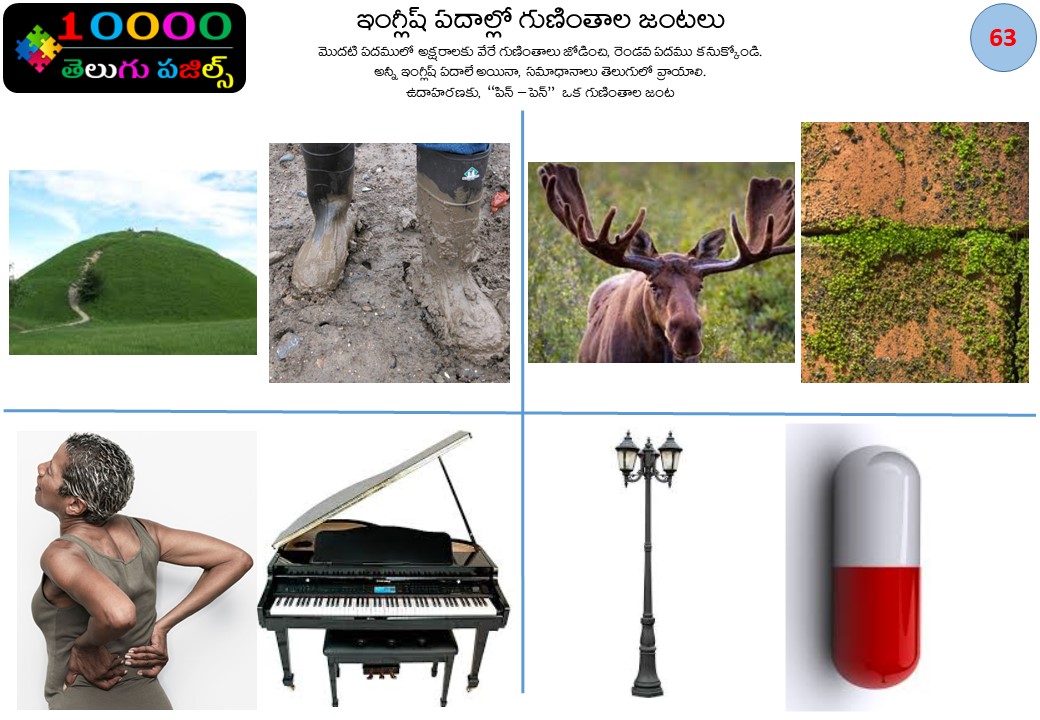 10000
తెలుగు పజిల్స్
ఇంగ్లీష్ పదాల్లో గుణింతాల జంటలు
మొదటి పదములో అక్షరాలకు వేరే గుణింతాలు జోడించి, రెండవ పదము కనుక్కోండి.
అన్నీ ఇంగ్లీష్ పదాలే అయినా, సమాధానాలు తెలుగులో వ్రాయాలి.
ఉదాహరణకు, “పిన్ – పెన్” ఒక గుణింతాల జంట
63